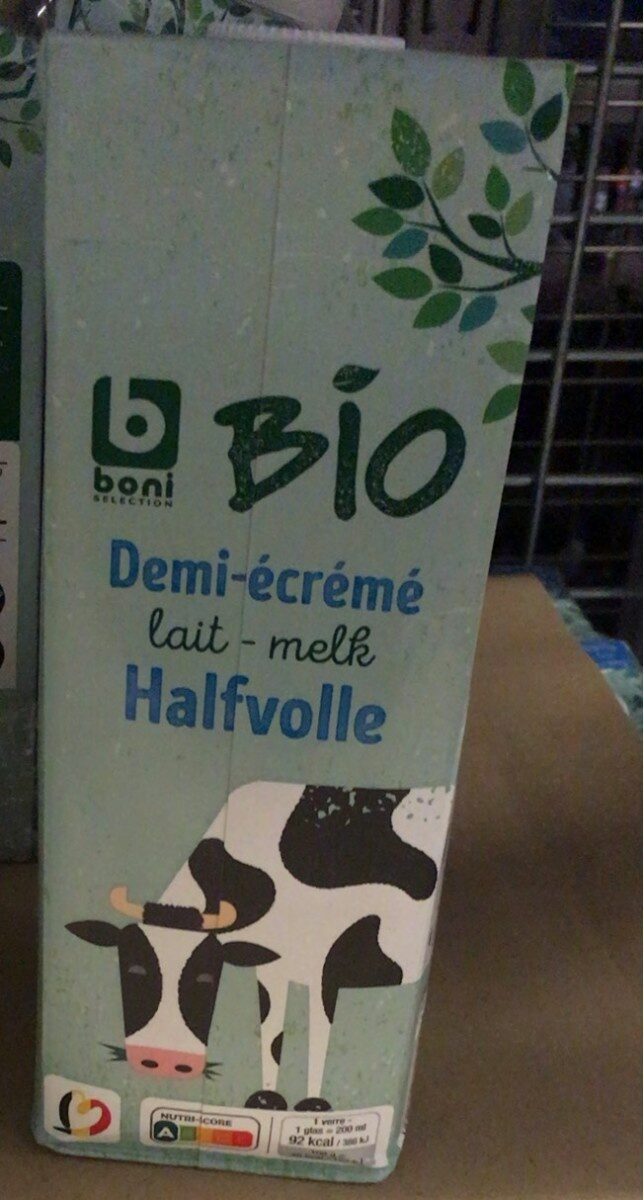 b
boni
SELECTION
BIO
Demi-écrémé
lait - melk
Halfvolle
NUTRI-SCORE
A
1 verre =
1 glas = 200 ml
92 kcal / 386 kJ